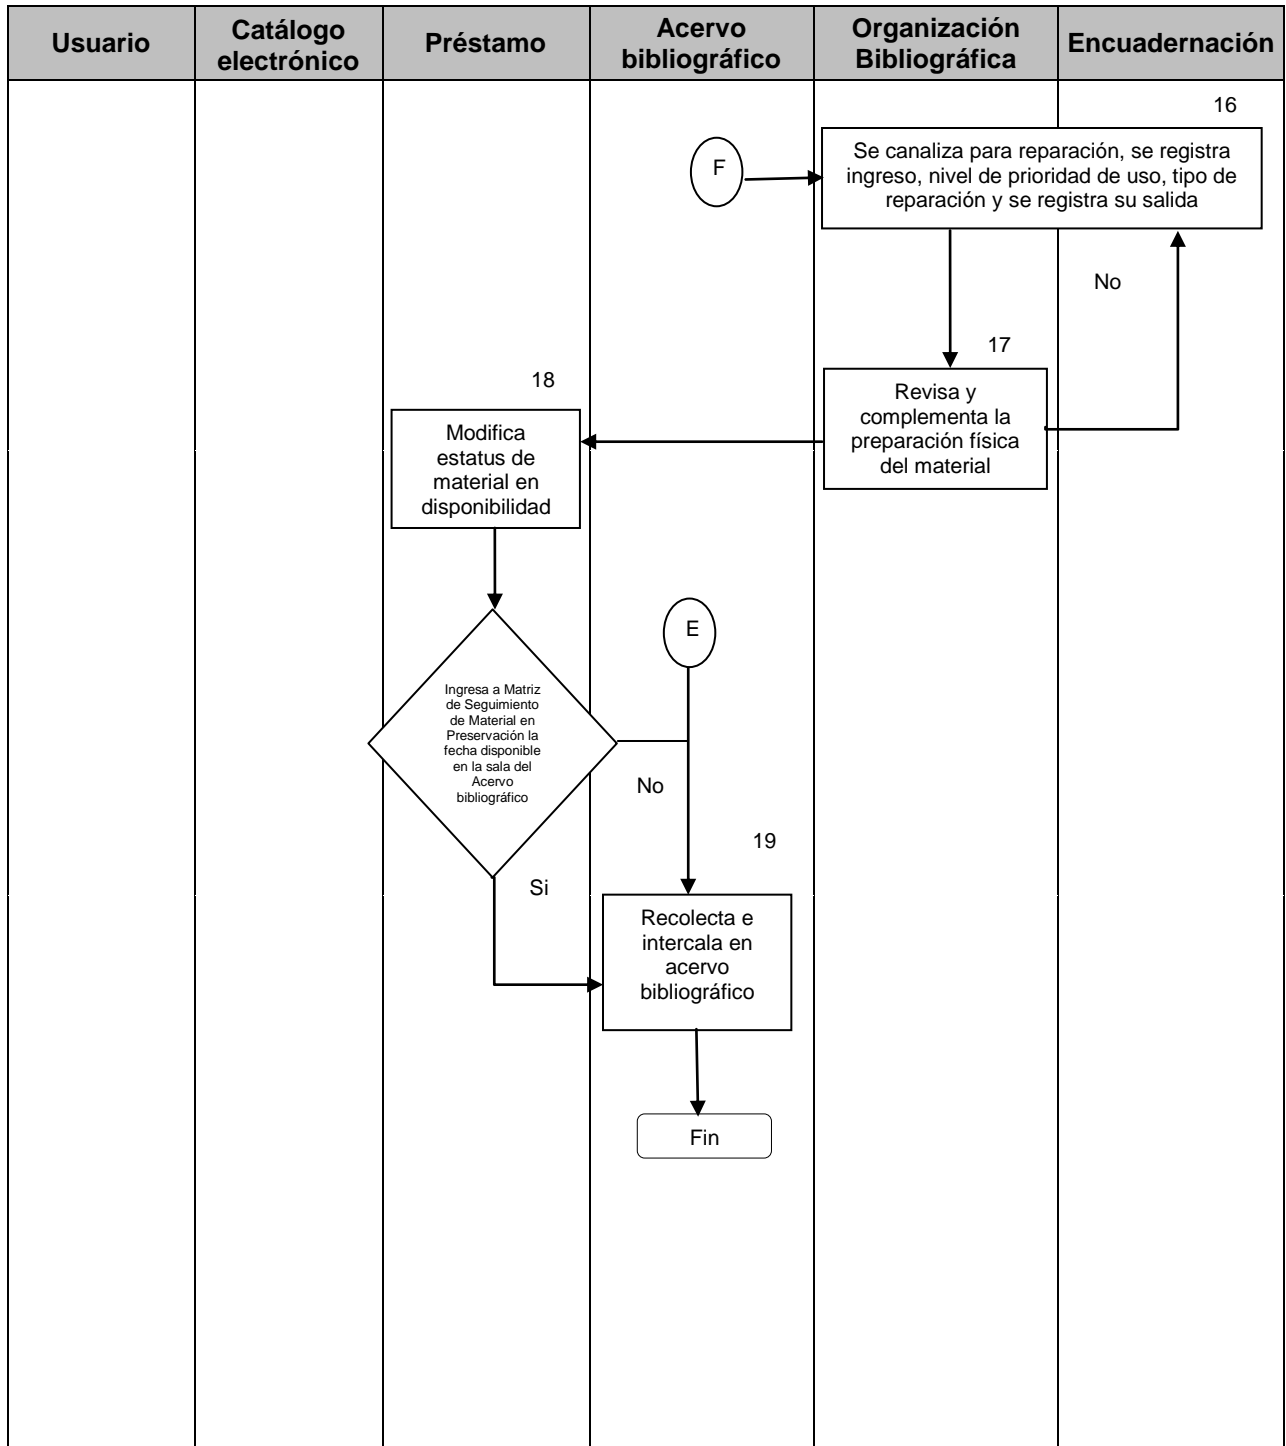 Usuario
Catálogo
electrónico
Préstamo
Acervo
bibliográfico
Organización
Bibliográfica
Encuadernación
16
F
Se canaliza para reparación, se registra
ingreso, nivel de prioridad de uso, tipo de
reparación y se registra su salida
No
17
18
Revisa y
complementa la
preparación física
del material
Modifica
estatus de
material en
disponibilidad
E
Ingresa a Matriz
de Seguimiento
de Material en
Preservación la
fecha disponible
en la sala del
Acervo
bibliográfico
No
19
Si
Recolecta e
intercala en
acervo
bibliográfico
Fin